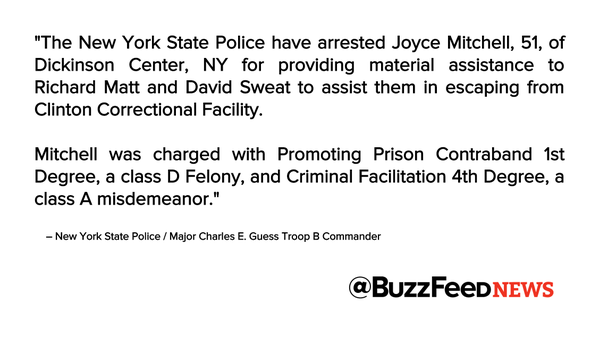 "The New York State Police have arrested Joyce Mitchell, 51, of
Dickinson Center, NY for providing material assistance to
Richard Matt and David Sweat to assist them in escaping from
Clinton Correctional Facility.
Mitchell was charged with Promoting Prison Contraband 1st
Degree, a class D Felony, and Criminal Facilitation 4th Degree, a
class A misdemeanor."
– New York State Police / Major Charles E. Guess Troop B Commander
@BuzzFeedNEWS